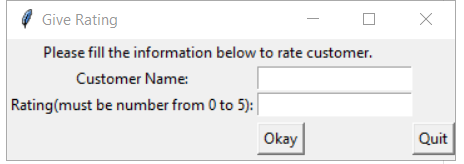 Give Rating
Please fill the information below to rate customer.
Customer Name:
Rating(must be number from 0 to 5):
Okay Quit